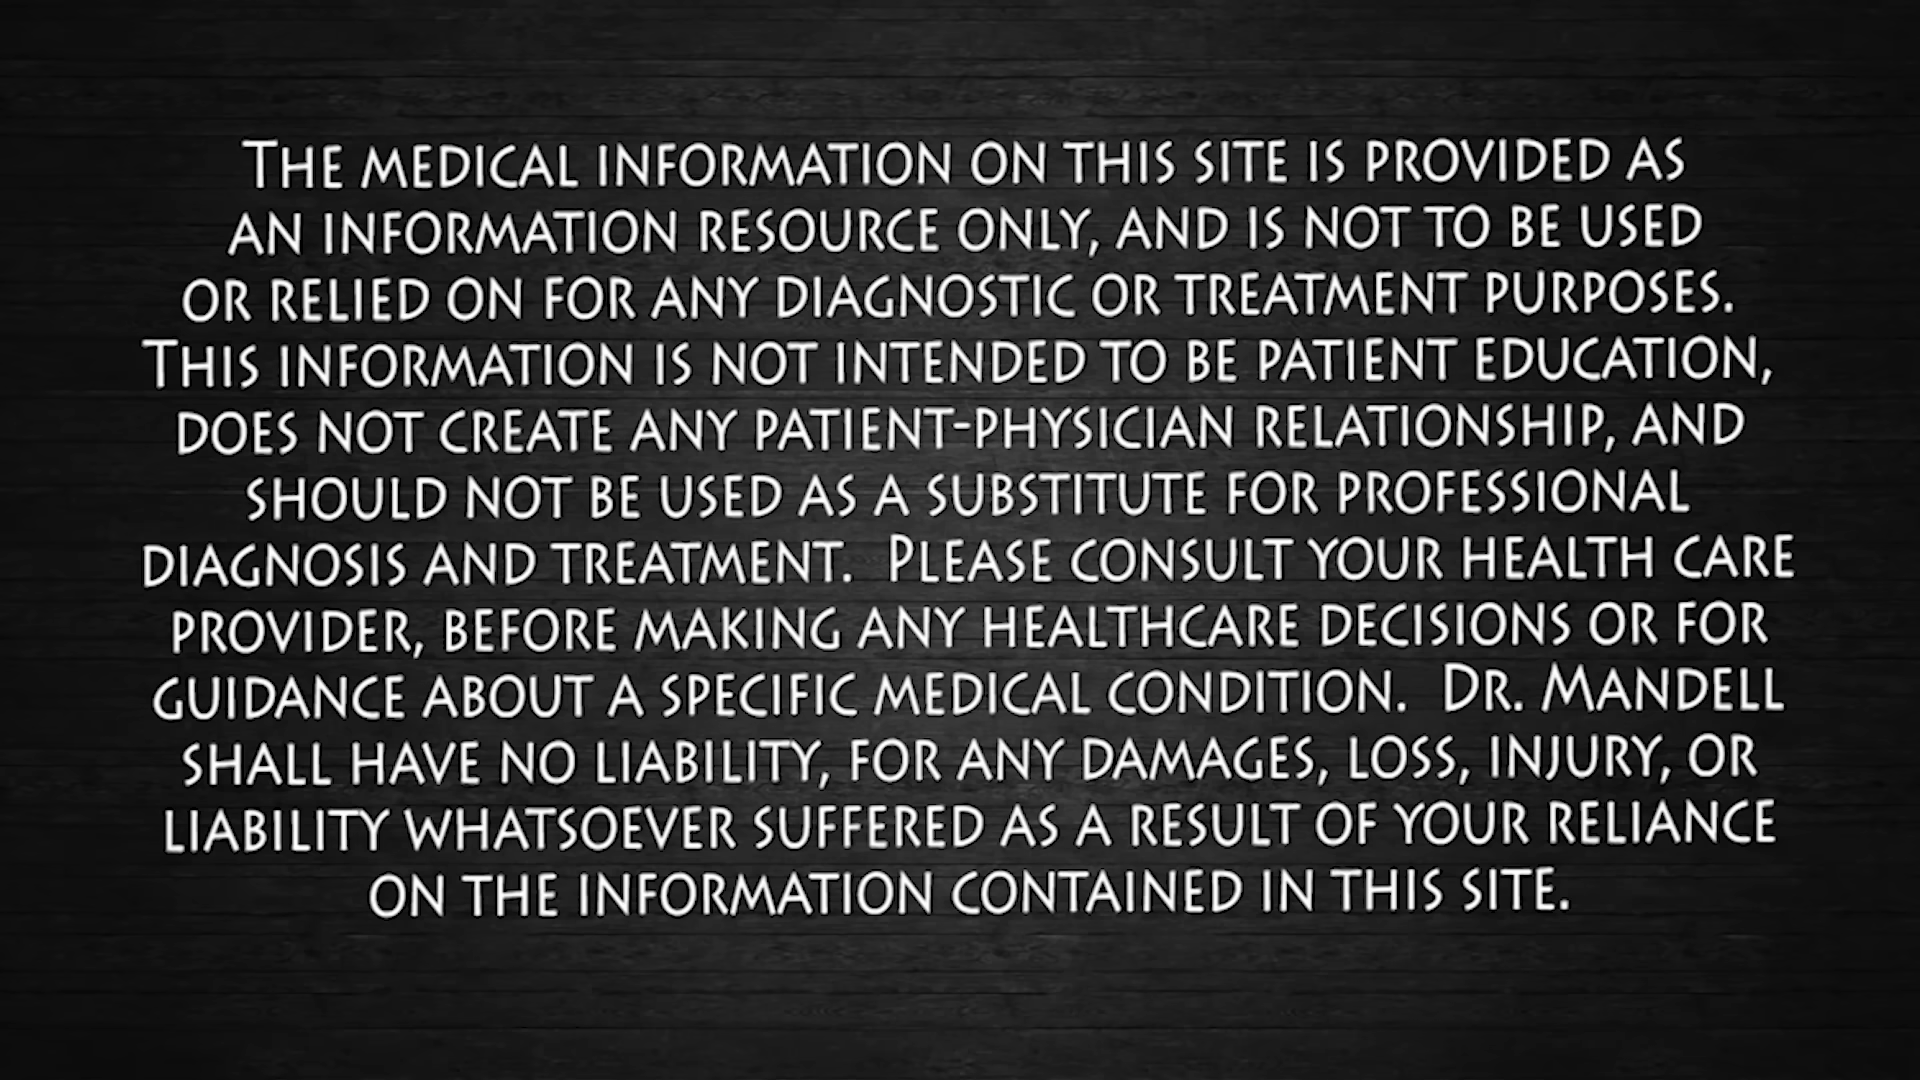 The medical information on this site is provided as
an information resource only, and is not to be used
or relied on for any diagnostic or treatment purposes.
This information is not intended to be patient education,
does not create any patient-physician relationship, and
should not be used as a substitute for professional
diagnosis and treatment.  Please consult your health care
provider, before making any healthcare decisions or for
guidance about a specific medical condition.  Dr. Mandell
shall have no liability, for any damages, loss, injury, or
liability whatsoever suffered as a result of your reliance
on the information contained in this site.